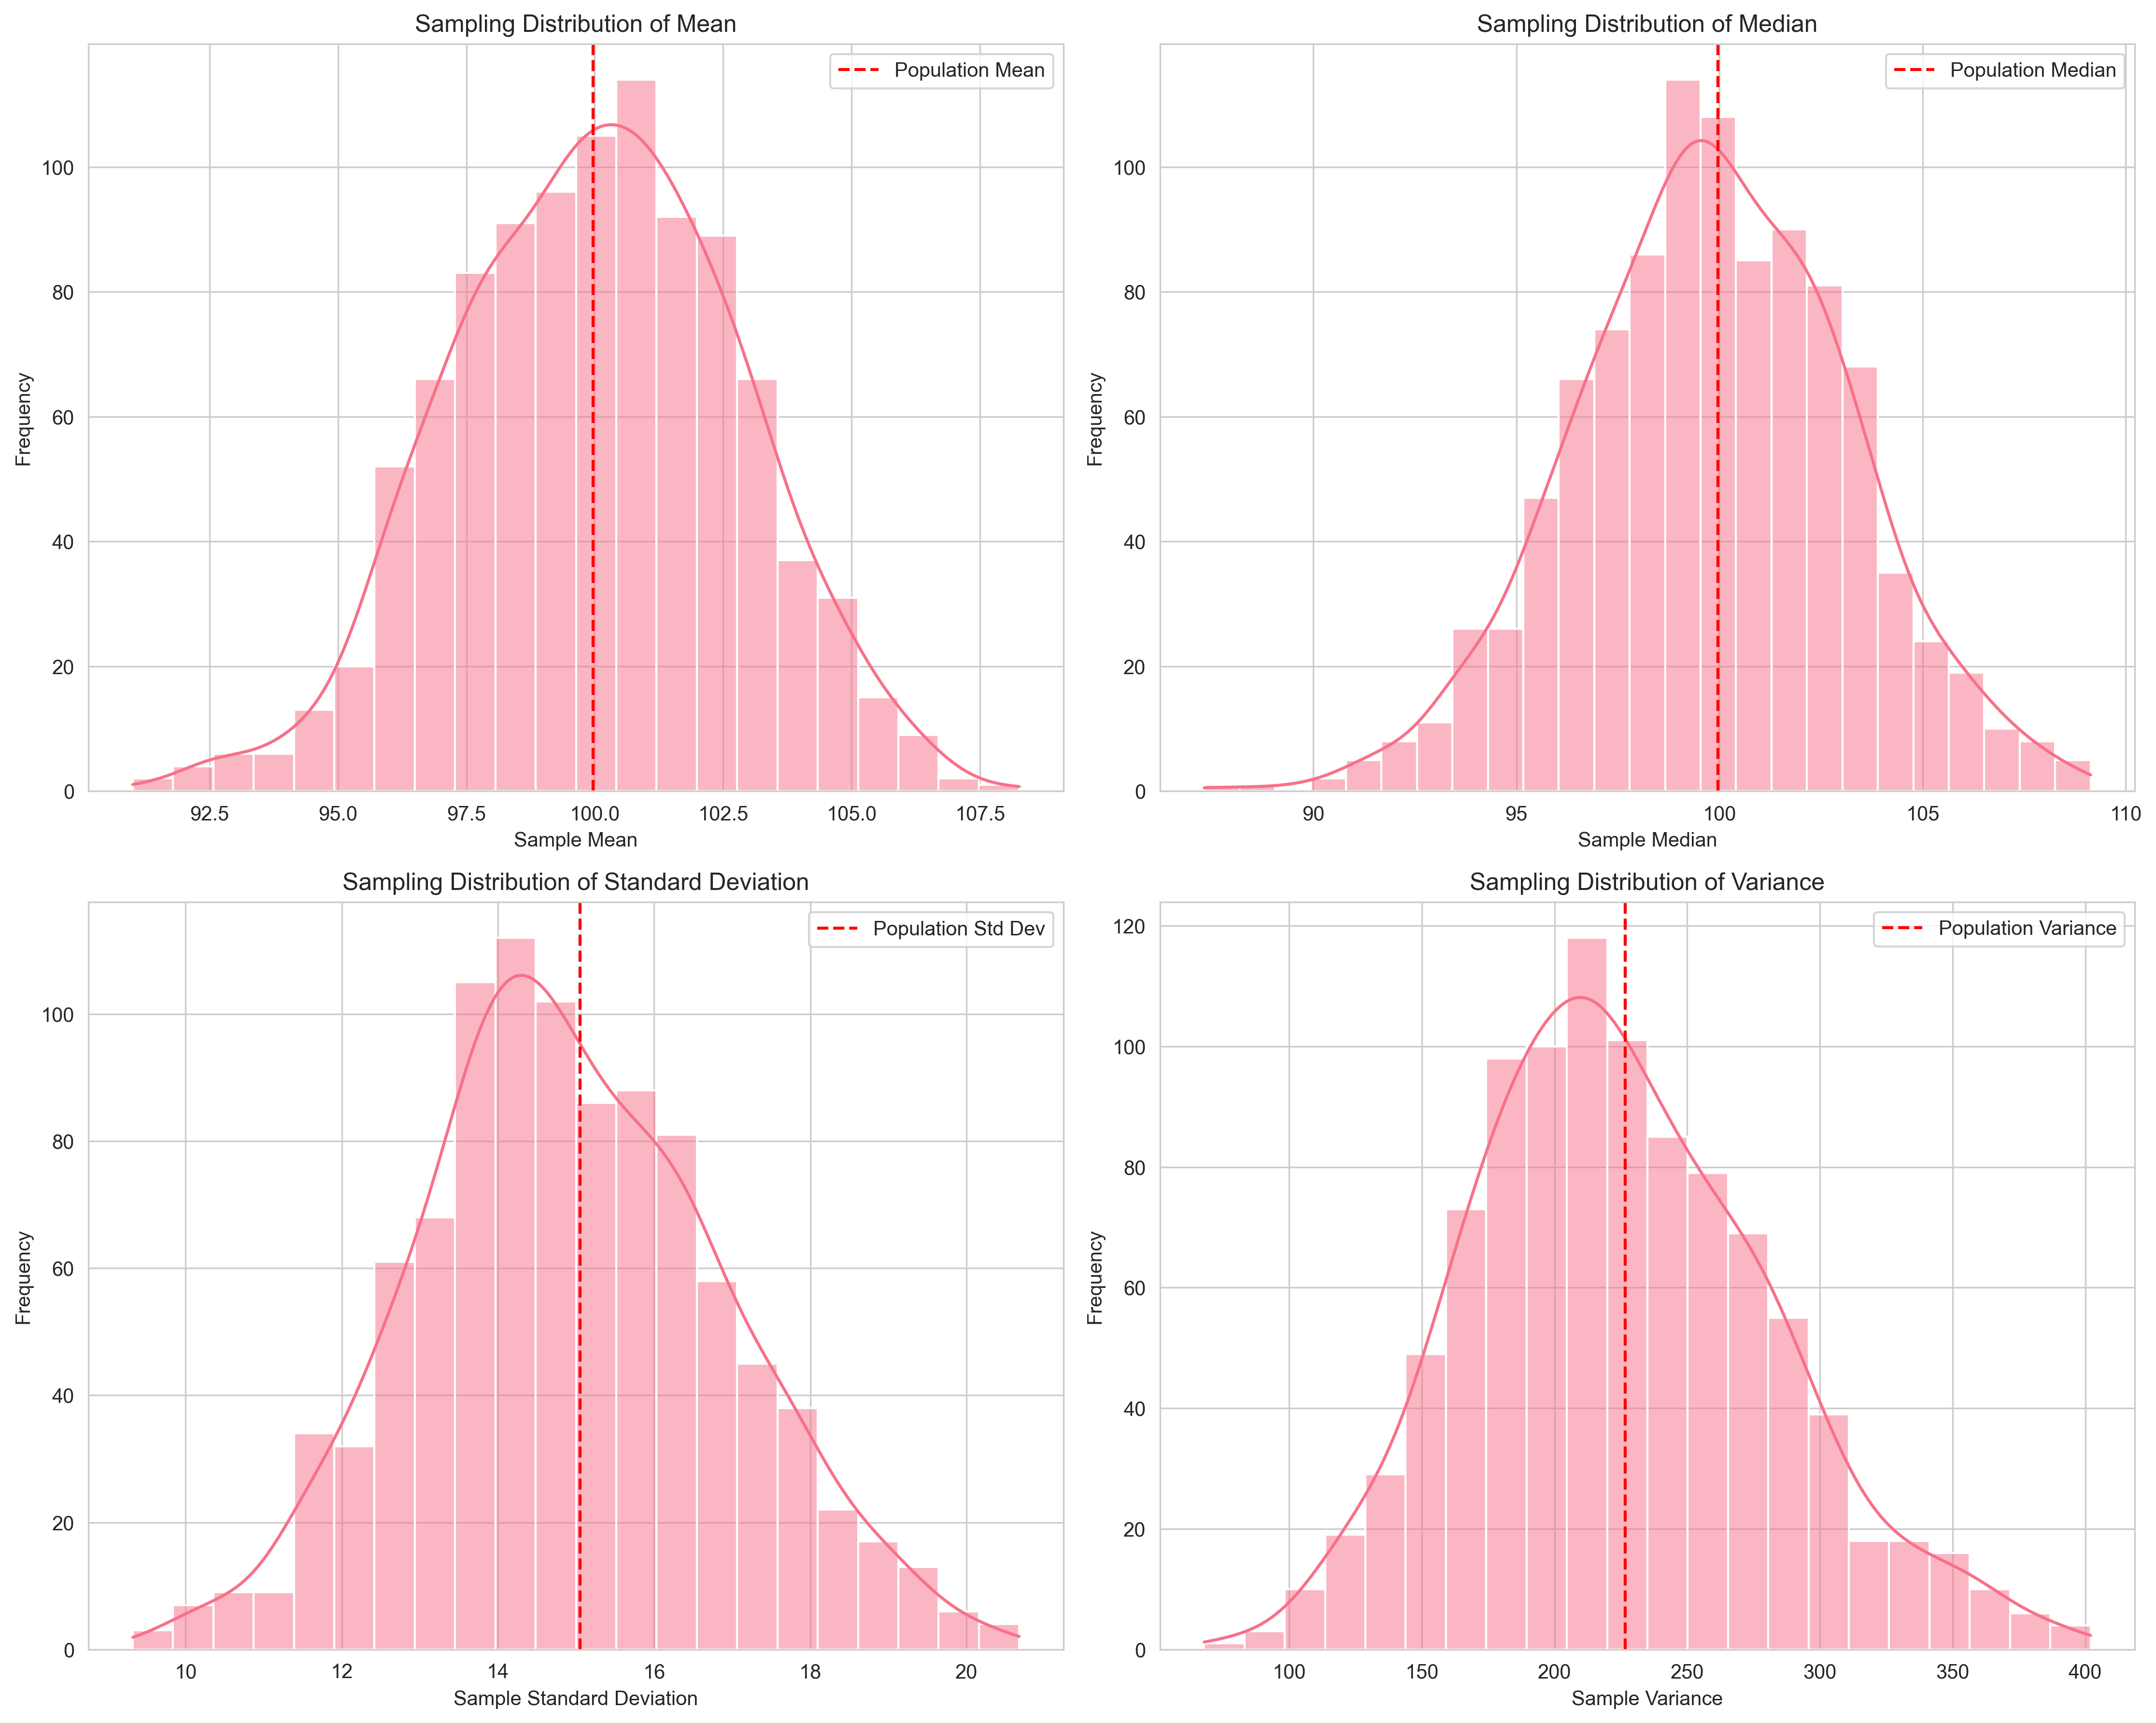 Sampling Distribution of Mean
Population Mean
Frequency
100
80
60
40
20
0
92.5 95.0 97.5 100.0 102.5 105.0 107.5
Sample Mean
Sampling Distribution of Median
Population Median
Frequency
100
80
60
40
20
0
90 95 100 105 110
Sample Median
Sampling Distribution of Standard Deviation
Population Std Dev
Frequency
100
80
60
40
20
0
10 12 14 16 18 20
Sample Standard Deviation
Sampling Distribution of Variance
Population Variance
Frequency
120
100
80
60
40
20
0
100 150 200 250 300 350 400
Sample Variance